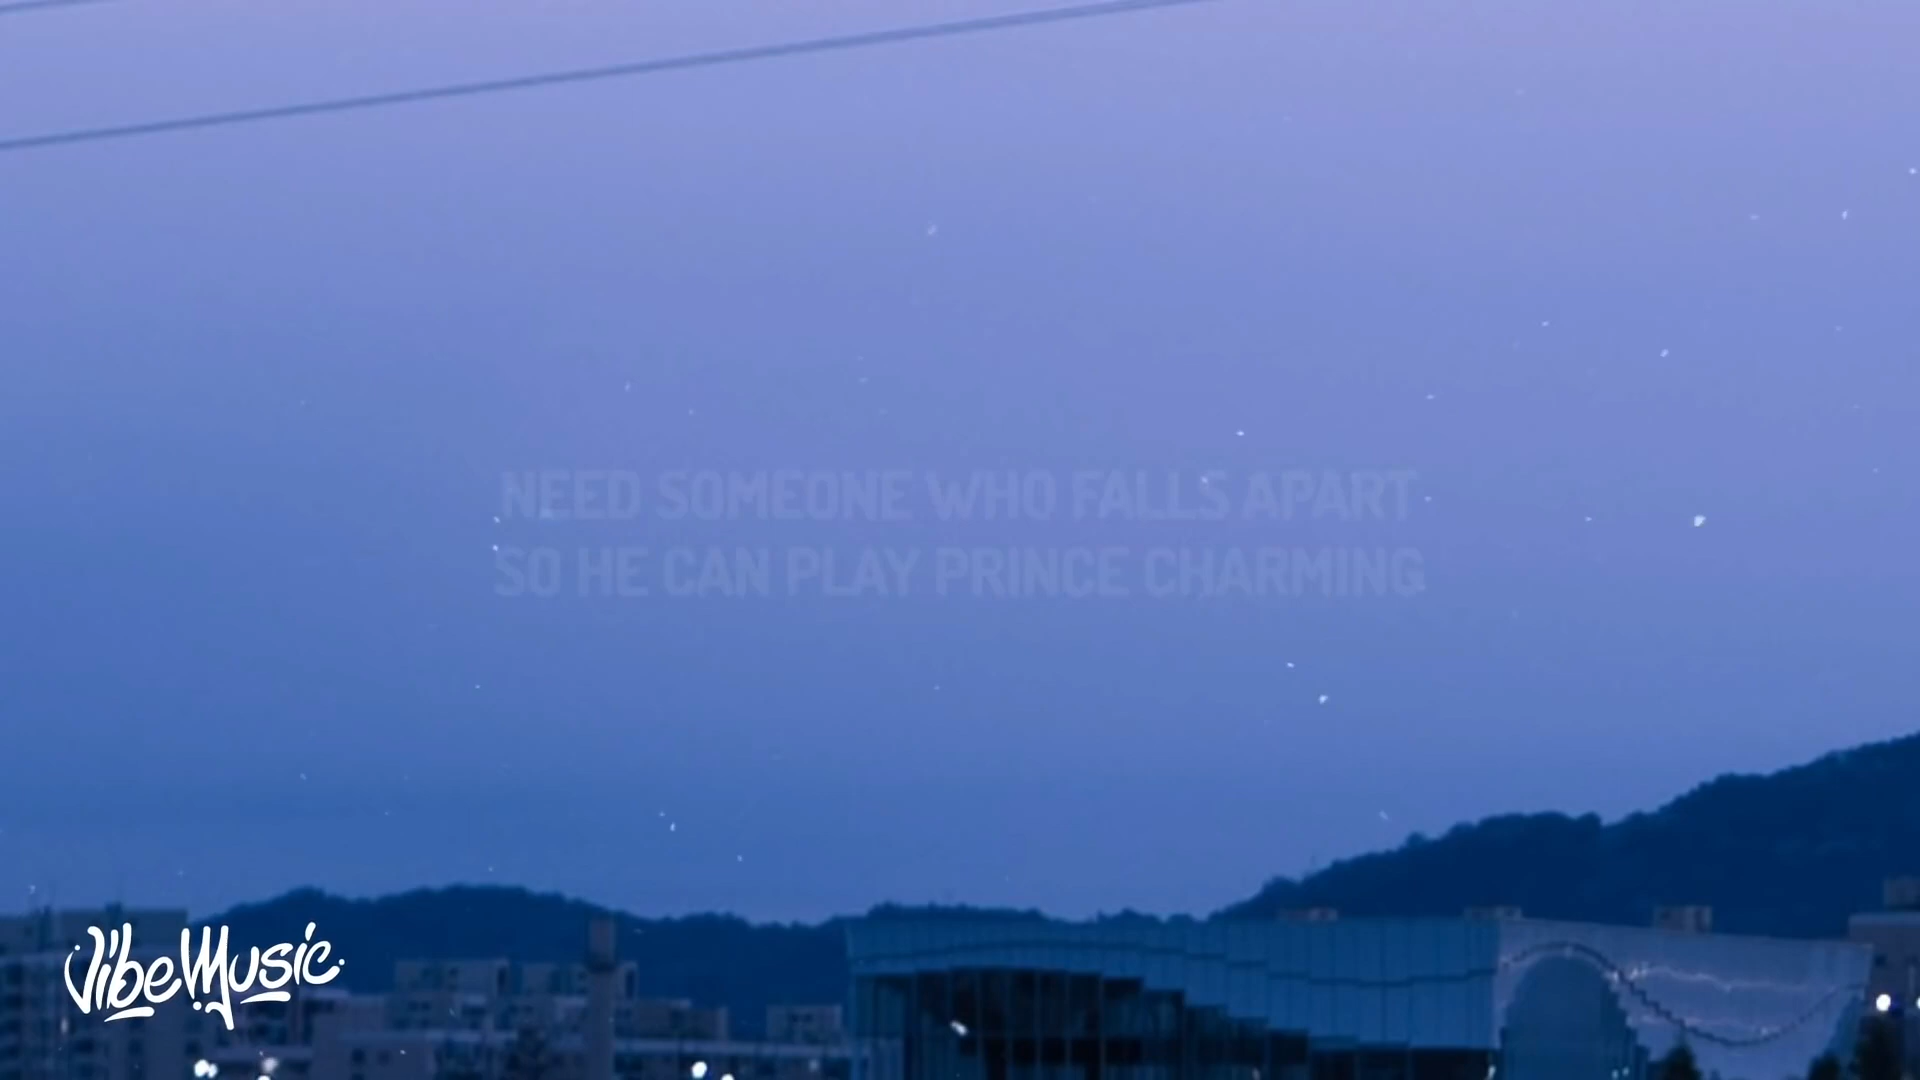 NEED SOMEONE WHO FALLS APART
SO HE CAN PLAY PRINCE CHARMING
VibeMusic